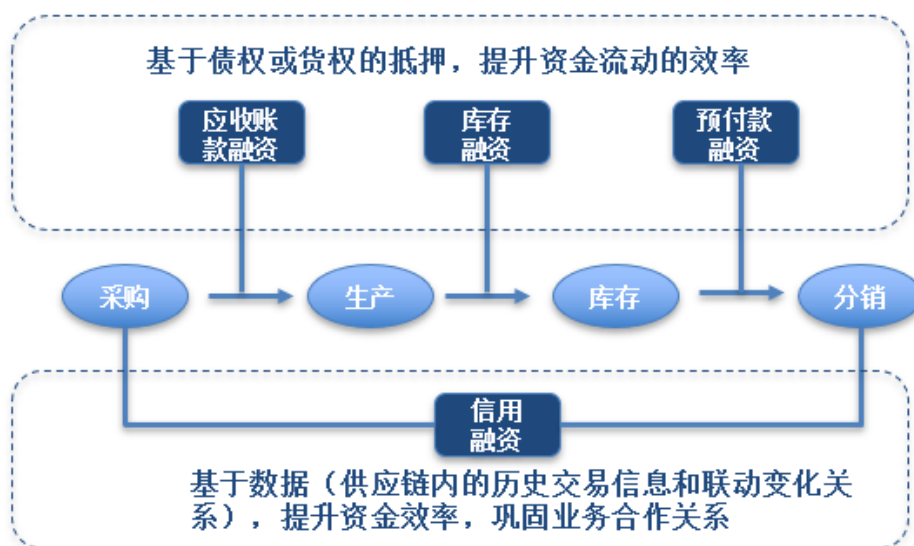 基于债权或货权的抵押，提升资金流动的效率
应收账
款融资
库存
融资
预付款
融资
采购
生产
库存
分销
信用
融资
基于数据（供应链内的历史交易信息和联动变化关
系），提升资金效率，巩固业务合作关系